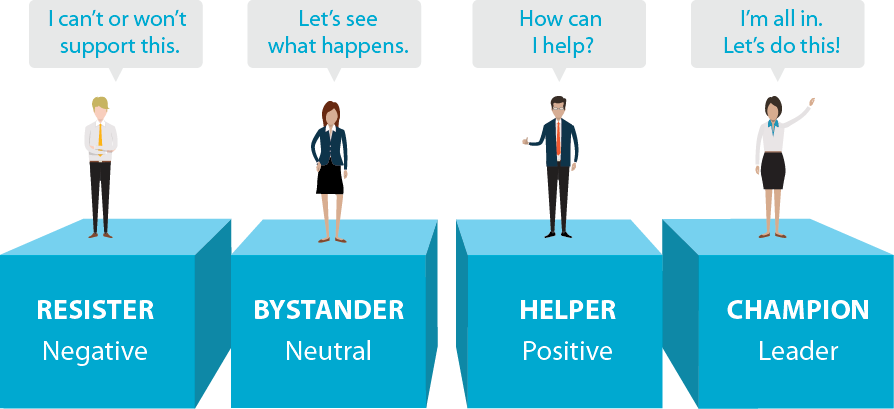 I can’t or won’t
support this.
Let’s see
what happens.
How can
I help?
I’m all in.
Let’s do this!
RESISTER
Negative
BYSTANDER
Neutral
HELPER
Positive
CHAMPION
Leader